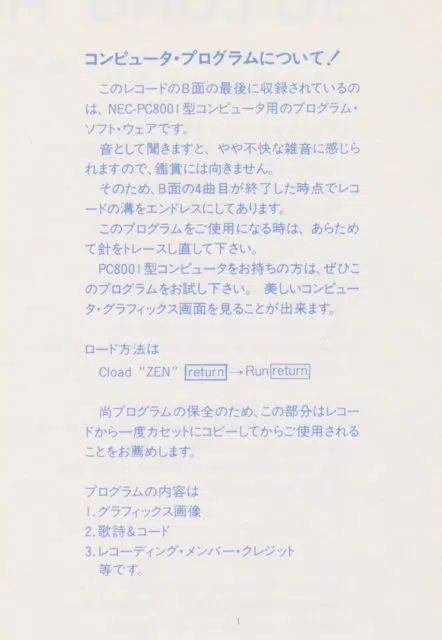 コンピュータ・プログラムについて!
このレコードのB面の最後に収録されているの
は、NEC-PC8001型コンピュータ用のプログラム・
ソフト・ウェアです。
音として聞きますと、やや不快な雑音に感じら
れますので、鑑賞には向きません。
そのため、B面の4曲目が終了した時点でレコ
ードの溝をエンドレスにしてあります。
このプログラムをご使用になる時は、あらため
て針をトレースし直して下さい。
PC8001型コンピュータをお持ちの方は、ぜひこ
のプログラムをお試し下さい。美しいコンピュー
タ・グラフィックス画面を見ることが出来ます。
ロード方法は
Cload "ZEN" return→Run return
尚プログラムの保全のため、この部分はレコー
ドから一度カセットにコピーしてからご使用される
ことをお薦めします。
プログラムの内容は
1.グラフィックス画像
2.歌詩&コード
3.レコーディング・メンバー・クレジット
等です。
1